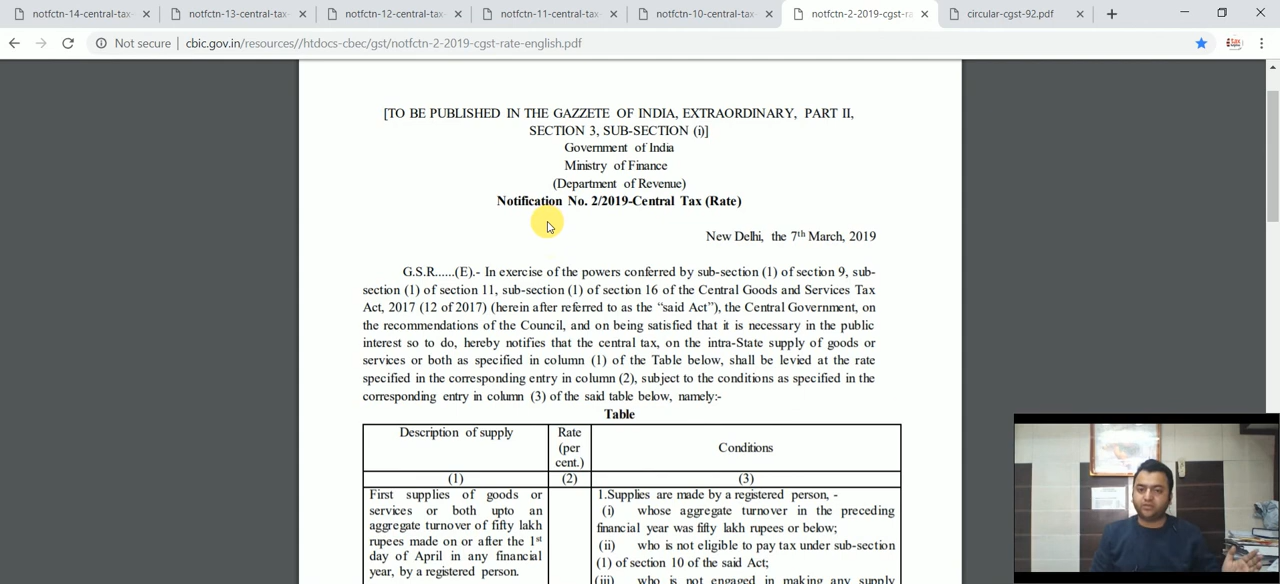 notfctn-14-central-tax-
notfctn-13-central-tax-
notfctn-12-central-tax-
notfctn-11-central-tax-
notfctn-10-central-tax-
notfctn-2-2019-cgst-ra
circular-cgst-92.pdf
Not secure | cbic.gov.in/resources//htdocs-cbec/gst/notfctn-2-2019-cgst-rate-english.pdf
[TO BE PUBLISHED IN THE GAZZETE OF INDIA, EXTRAORDINARY, PART II,
SECTION 3, SUB-SECTION (i)]
Government of India
Ministry of Finance
(Department of Revenue)
Notification No. 2/2019-Central Tax (Rate)
New Delhi, the 7th March, 2019
G.S.R......(E).- In exercise of the powers conferred by sub-section (1) of section 9, sub-
section (1) of section 11, sub-section (1) of section 16 of the Central Goods and Services Tax
Act, 2017 (12 of 2017) (herein after referred to as the “said Act”), the Central Government, on
the recommendations of the Council, and on being satisfied that it is necessary in the public
interest so to do, hereby notifies that the central tax, on the intra-State supply of goods or
services or both as specified in column (1) of the Table below, shall be levied at the rate
specified in the corresponding entry in column (2), subject to the conditions as specified in the
corresponding entry in column (3) of the said table below, namely:-
Table
Description of supply
Rate
(per
cent.)
Conditions
(1)
(2)
(3)
First supplies of goods or
services or both upto an
aggregate turnover of fifty lakh
rupees made on or after the 1st
day of April in any financial
year, by a registered person.
1.Supplies are made by a registered person, -
(i) whose aggregate turnover in the preceding
financial year was fifty lakh rupees or below;
(ii) who is not eligible to pay tax under sub-section
(1) of section 10 of the said Act;
(iii) who is not engaged in making any supply